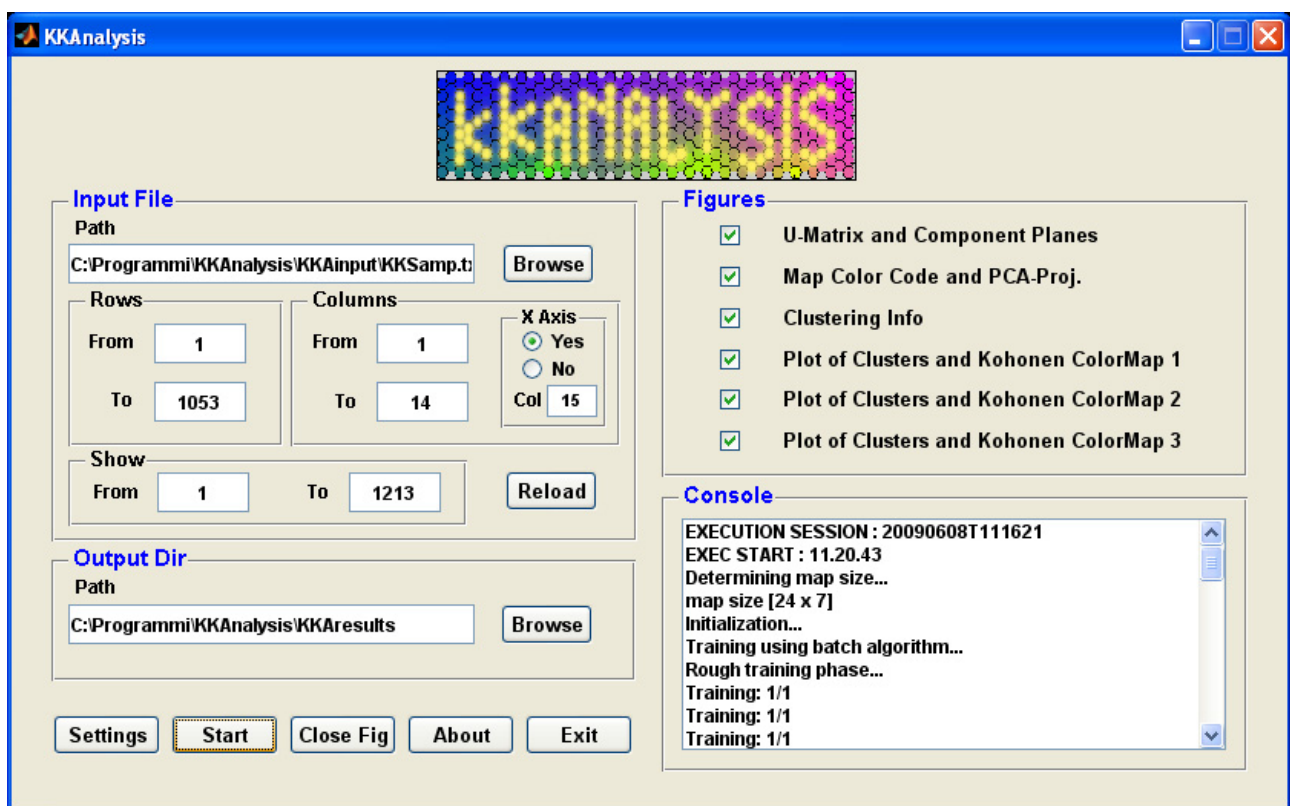 KKAnalysis
KKANALYSIS
Input File
Path
C:\Programmi\KKAnalysis\KKAinput\KKSamp.t
Browse
Rows
From 1
To 1053
Columns
From 1
To 14
X Axis
Yes
No
Col 15
Show
From 1 To 1213
Reload
Output Dir
Path
C:\Programmi\KKAnalysis\KKAresults
Browse
Settings Start Close Fig About Exit
Figures
U-Matrix and Component Planes
Map Color Code and PCA-Proj.
Clustering Info
Plot of Clusters and Kohonen ColorMap 1
Plot of Clusters and Kohonen ColorMap 2
Plot of Clusters and Kohonen ColorMap 3
Console
EXECUTION SESSION : 20090608T111621
EXEC START : 11.20.43
Determining map size...
map size [24 x 7]
Initialization...
Training using batch algorithm...
Rough training phase...
Training: 1/1
Training: 1/1
Training: 1/1